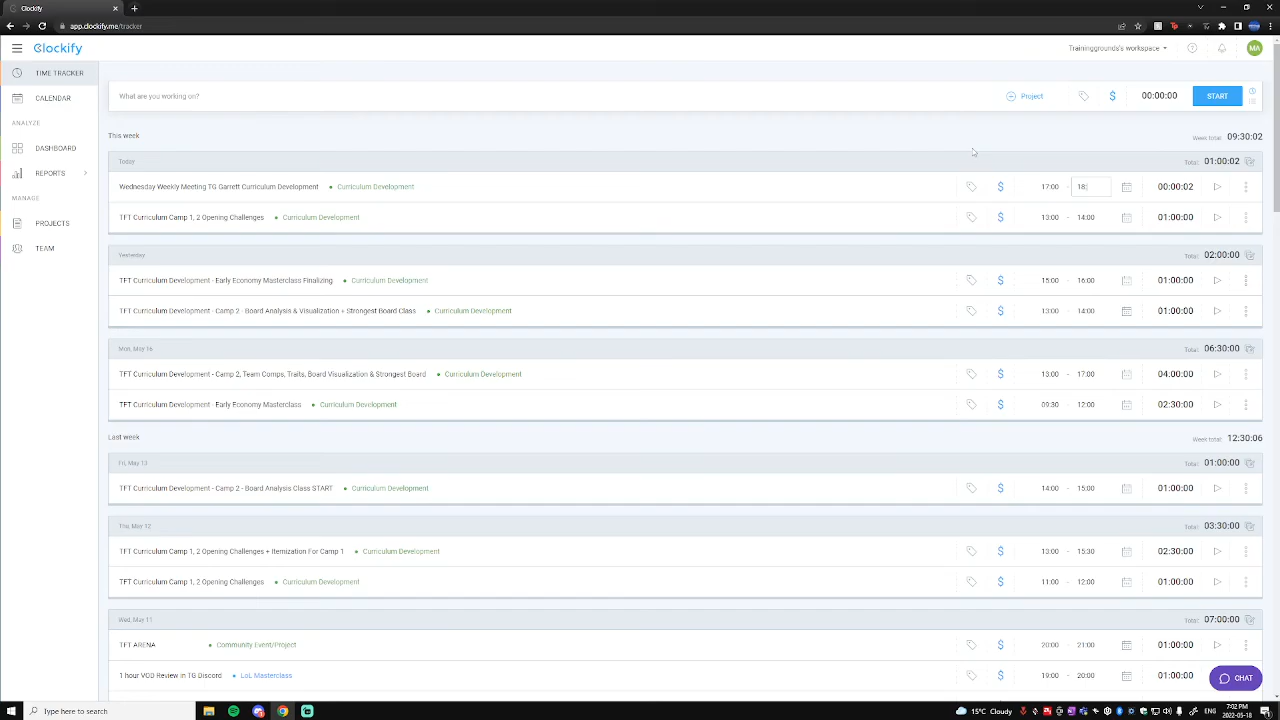 Clockify
app.clockify.me/tracker
Clockify
Trainingground's workspace
MA
TIME TRACKER
CALENDAR
ANALYZE
DASHBOARD
REPORTS
MANAGE
PROJECTS
TEAM
What are you working on?
Project
$
00:00:00
START
This week
Week total: 09:30:02
Today
Total: 01:00:02
Wednesday Weekly Meeting TG Garrett Curriculum Development • Curriculum Development $ 17:00 - 18: 00:00:02
TFT Curriculum Camp 1, 2 Opening Challenges • Curriculum Development $ 13:00 - 14:00 01:00:00
Yesterday
Total: 02:00:00
TFT Curriculum Development - Early Economy Masterclass Finalizing • Curriculum Development $ 15:00 - 16:00 01:00:00
TFT Curriculum Development - Camp 2 - Board Analysis & Visualization + Strongest Board Class • Curriculum Development $ 13:00 - 14:00 01:00:00
Mon, May 16
Total: 06:30:00
TFT Curriculum Development - Camp 2, Team Comps, Traits, Board Visualization & Strongest Board • Curriculum Development $ 13:00 - 17:00 04:00:00
TFT Curriculum Development - Early Economy Masterclass • Curriculum Development $ 09:30 - 12:00 02:30:00
Last week
Week total: 12:30:06
Fri, May 13
Total: 01:00:00
TFT Curriculum Development - Camp 2 - Board Analysis Class START • Curriculum Development $ 14:00 - 15:00 01:00:00
Thu, May 12
Total: 03:30:00
TFT Curriculum Camp 1, 2 Opening Challenges + Itemization For Camp 1 • Curriculum Development $ 13:00 - 15:30 02:30:00
TFT Curriculum Camp 1, 2 Opening Challenges • Curriculum Development $ 11:00 - 12:00 01:00:00
Wed, May 11
Total: 07:00:00
TFT ARENA • Community Event/Project $ 20:00 - 21:00 01:00:00
1 hour VOD Review in TG Discord • LoL Masterclass $ 19:00 - 20:00 01:00:00
CHAT
Type here to search
15°C Cloudy
ENG
7:02 PM
2022-05-18